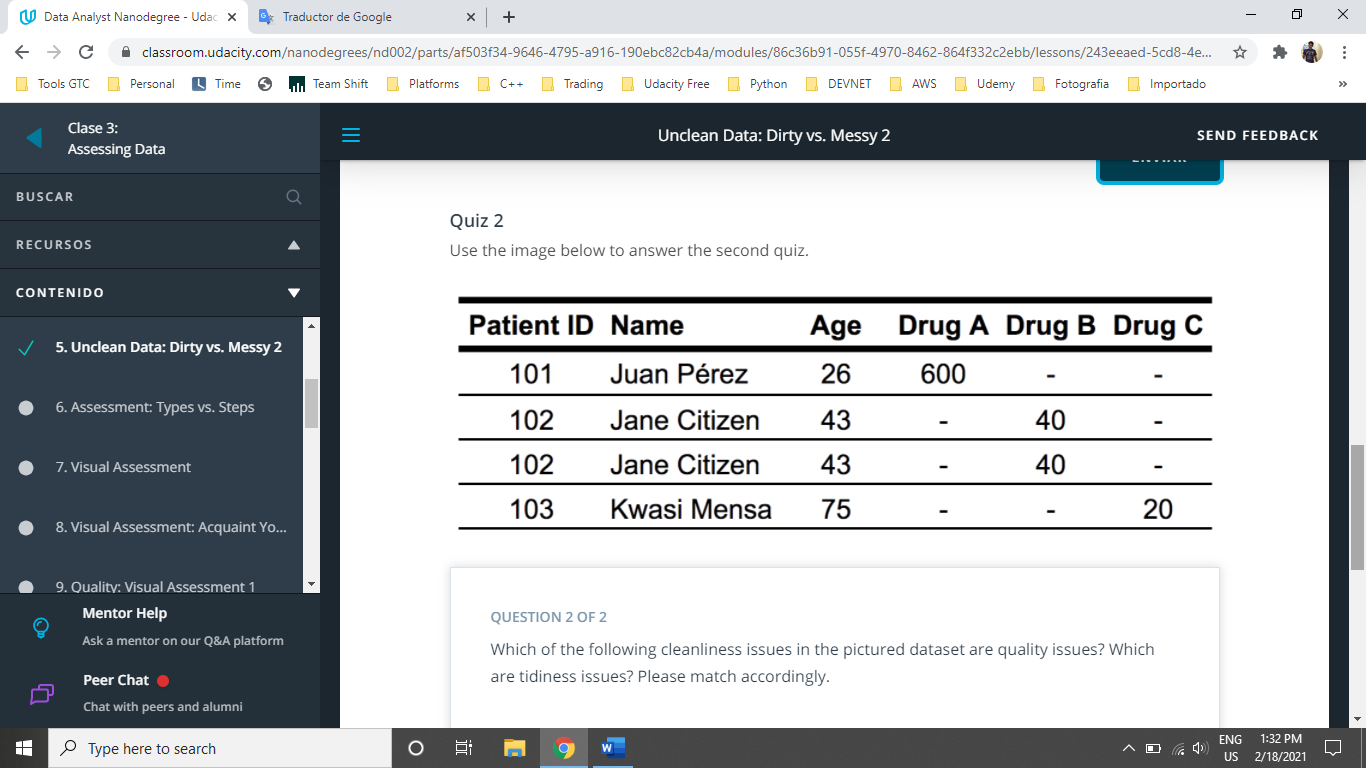 Data Analyst Nanodegree - Udac
Traductor de Google
classroom.udacity.com/nanodegrees/nd002/parts/af503f34-9646-4795-a916-190ebc82cb4a/modules/86c36b91-055f-4970-8462-864f332c2ebb/lessons/243eeaed-5cd8-4e...
Tools GTC Personal Time Team Shift Platforms C++ Trading Udacity Free Python DEVNET AWS Udemy Fotografia Importado »
Clase 3:
Assessing Data
Unclean Data: Dirty vs. Messy 2
SEND FEEDBACK
BUSCAR
RECURSOS
CONTENIDO
5. Unclean Data: Dirty vs. Messy 2
6. Assessment: Types vs. Steps
7. Visual Assessment
8. Visual Assessment: Acquaint Yo...
9. Quality: Visual Assessment 1
Mentor Help
Ask a mentor on our Q&A platform
Peer Chat
Chat with peers and alumni
ENVIAR
Quiz 2
Use the image below to answer the second quiz.
Patient ID Name Age Drug A Drug B Drug C
101 Juan Pérez 26 600 - -
102 Jane Citizen 43 - 40 -
102 Jane Citizen 43 - 40 -
103 Kwasi Mensa 75 - - 20
QUESTION 2 OF 2
Which of the following cleanliness issues in the pictured dataset are quality issues? Which
are tidiness issues? Please match accordingly.
Type here to search
ENG
US
1:32 PM
2/18/2021